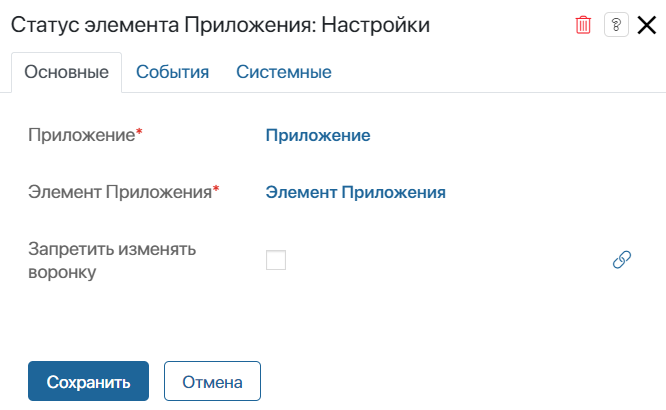 Статус элемента Приложения: Настройки
?
Основные События Системные
Приложение* Приложение
Элемент Приложения* Элемент Приложения
Запретить изменять
воронку
Сохранить Отмена